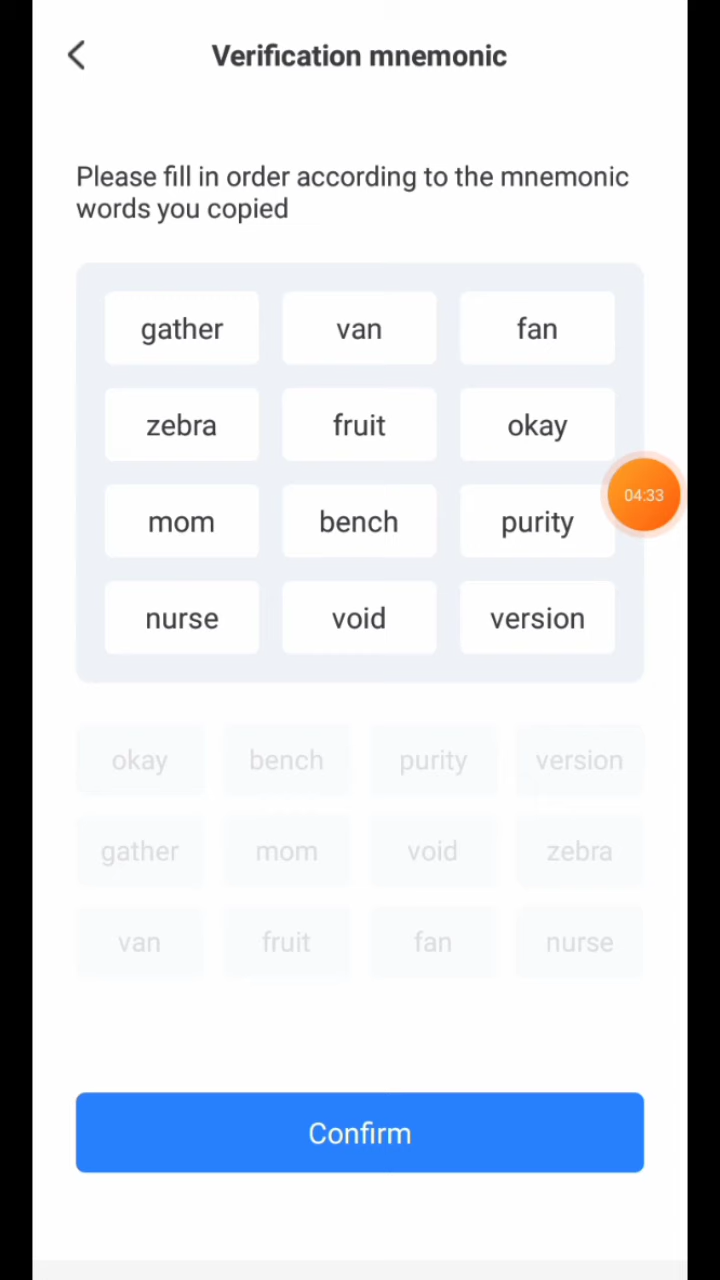 Verification mnemonic
Please fill in order according to the mnemonic
words you copied
gather van fan
zebra fruit okay
04:33
mom bench purity
nurse void version
okay bench purity version
gather mom void zebra
van fruit fan nurse
Confirm